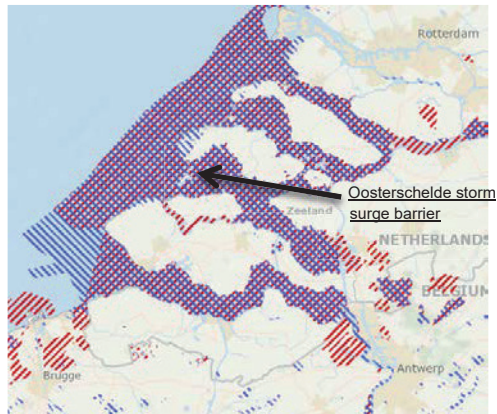 Rotterdam
Oosterschelde storm
surge barrier
Zeeland
NETHERLANDS
BELGIUM
Brugge
Antwerp